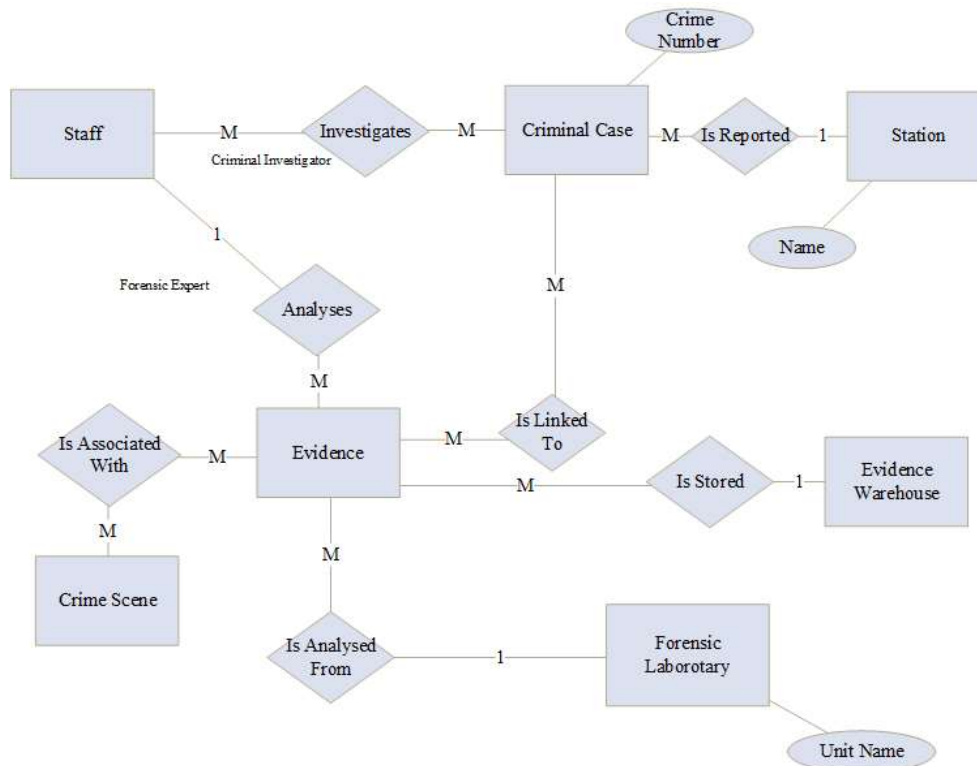 Crime
Number
Staff
M
Investigates
M
Criminal Case
M
Is Reported
1
Station
Criminal Investigator
Name
1
Forensic Expert
Analyses
M
M
Is Associated
With
M
Evidence
M
Is Linked
To
M
Is Stored
1
Evidence
Warehouse
M
M
Crime Scene
Is Analysed
From
1
Forensic
Laborotary
Unit Name